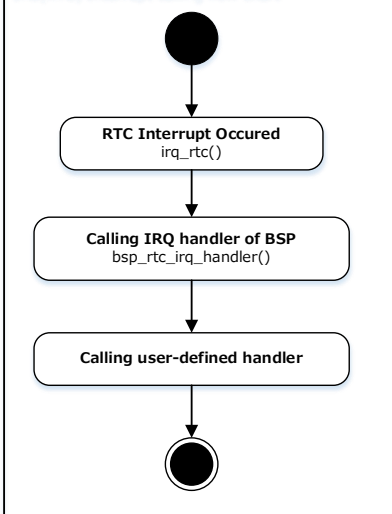 RTC Interrupt Occured
irq_rtc()
Calling IRQ handler of BSP
bsp_rtc_irq_handler()
Calling user-defined handler